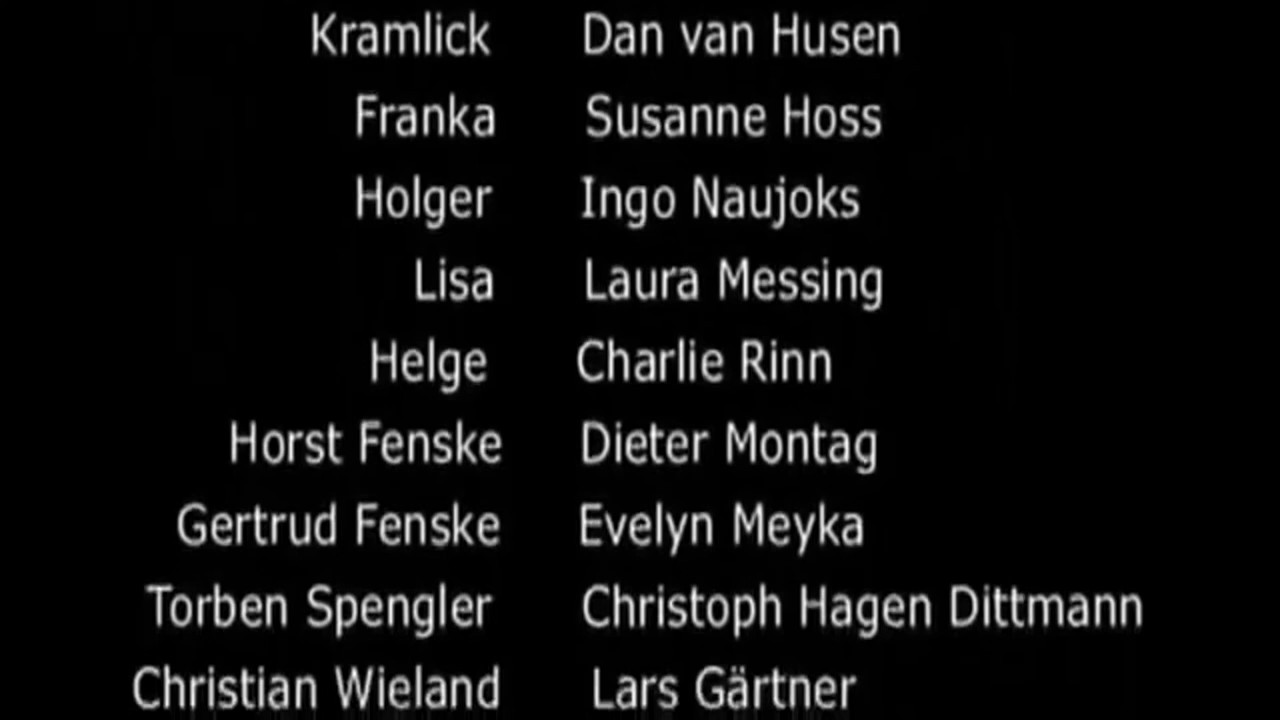 Kramlick Dan van Husen
Franka Susanne Hoss
Holger Ingo Naujoks
Lisa Laura Messing
Helge Charlie Rinn
Horst Fenske Dieter Montag
Gertrud Fenske Evelyn Meyka
Torben Spengler Christoph Hagen Dittmann
Christian Wieland Lars Gärtner